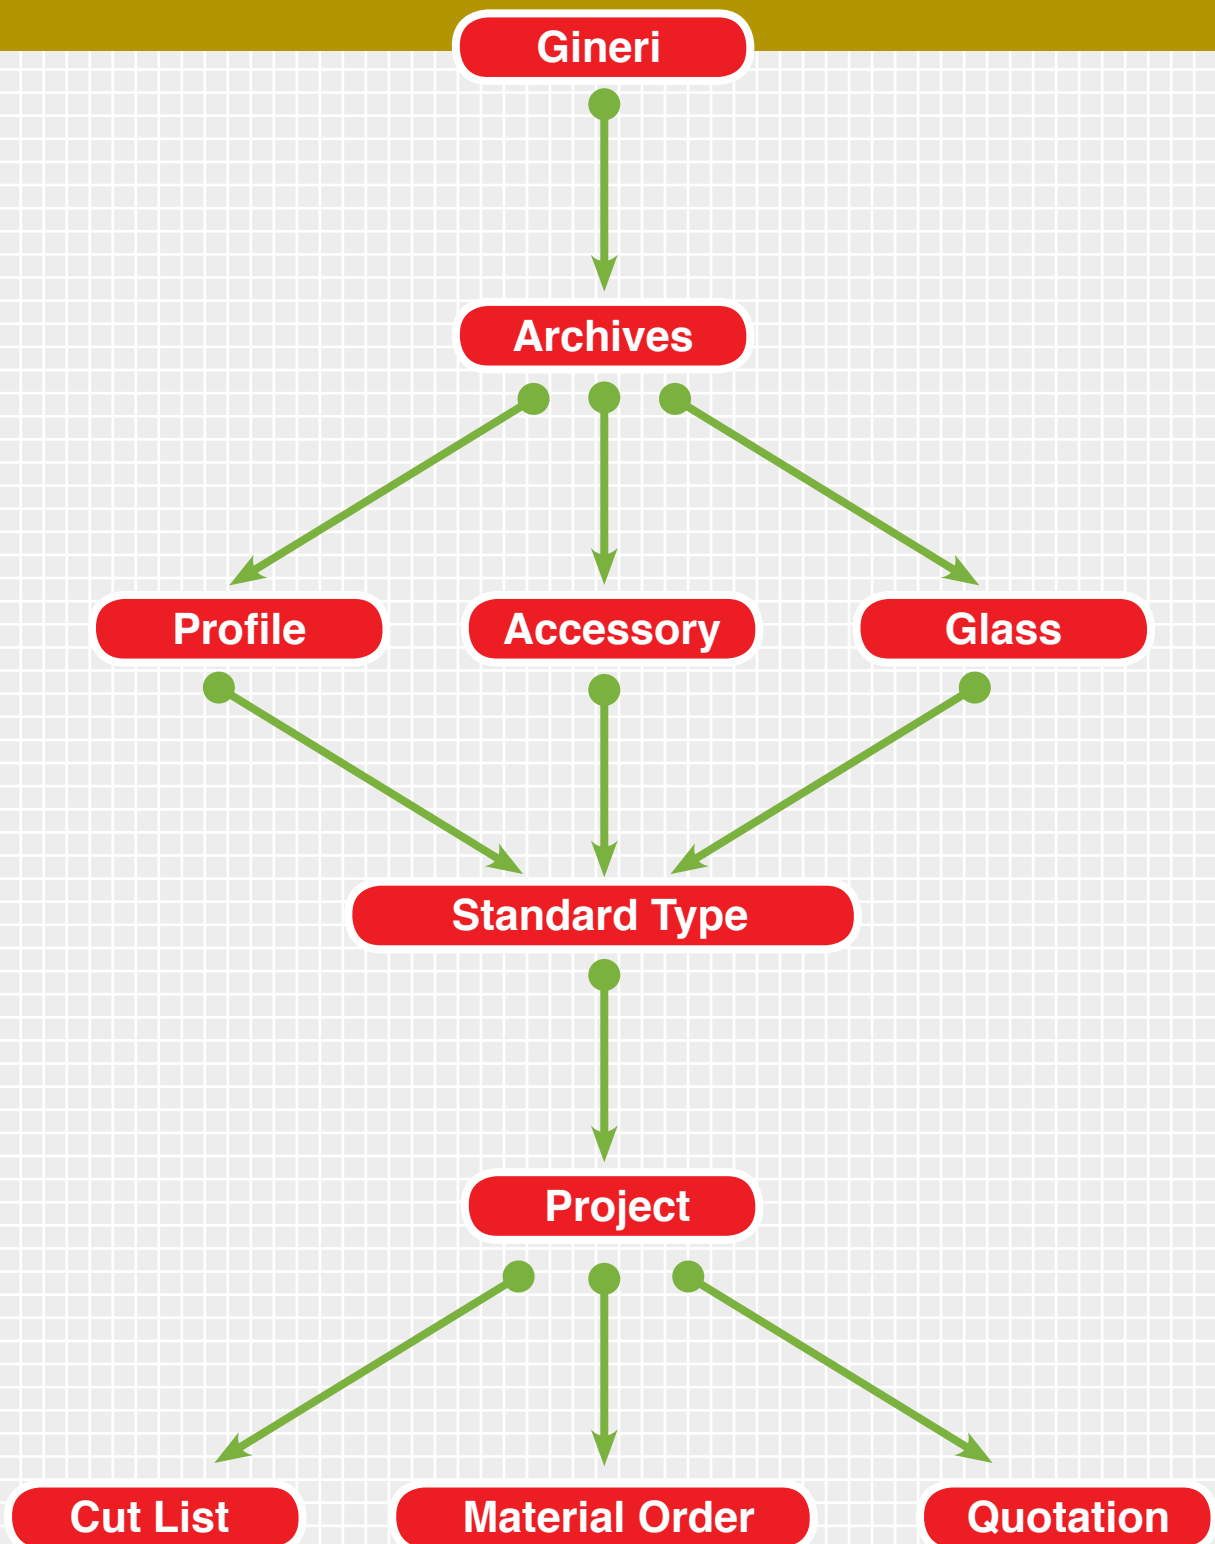 Gineri
Archives
Profile
Accessory
Glass
Standard Type
Project
Cut List
Material Order
Quotation